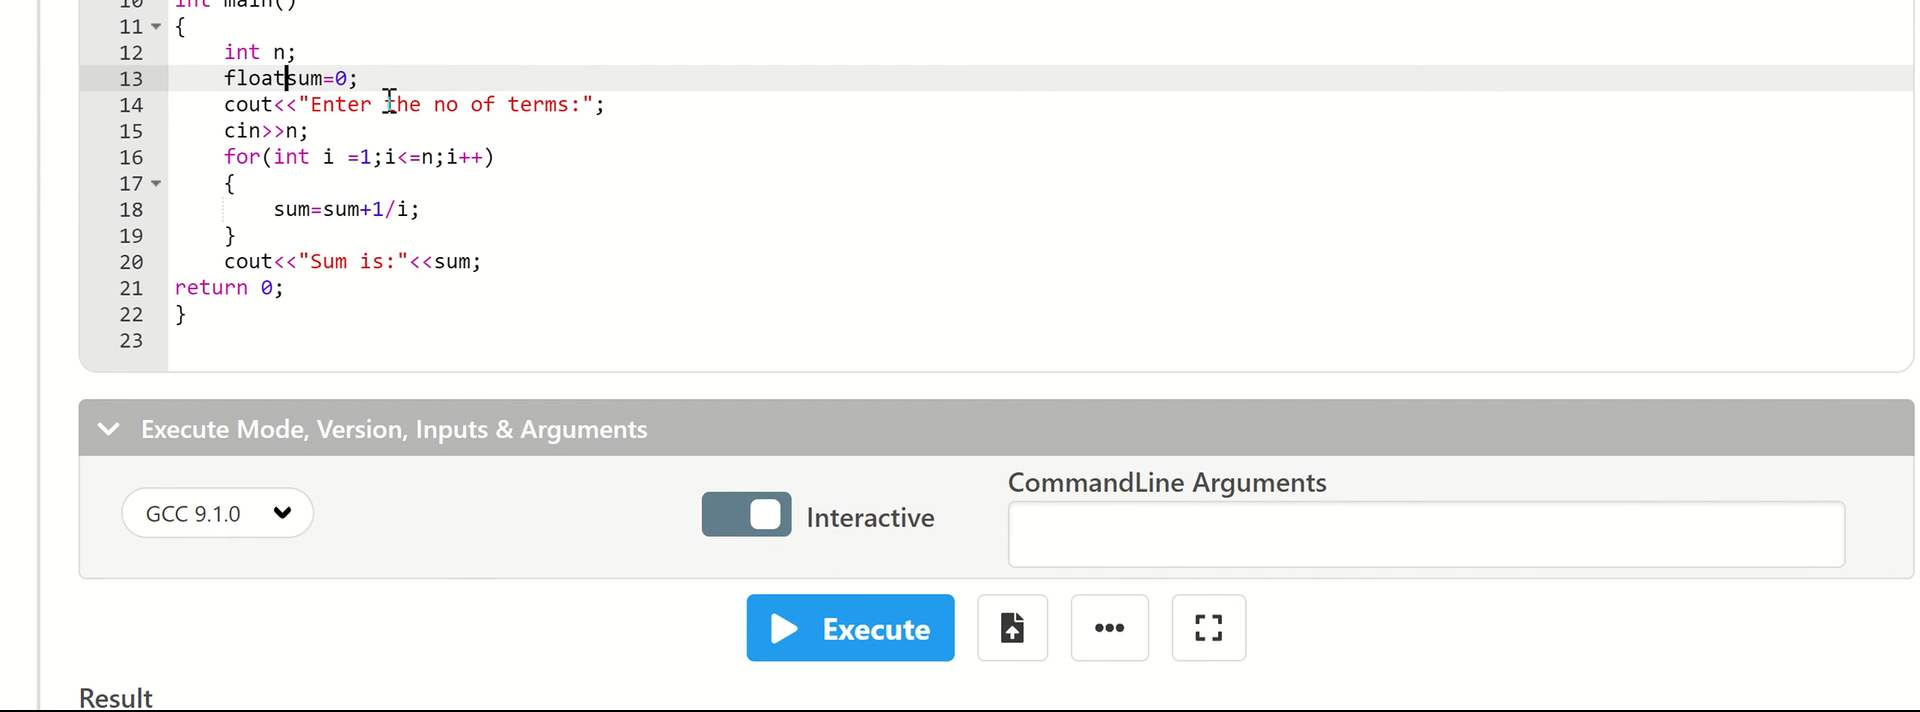 10 int main()
11 {
12 int n;
13 floatsum=0;
14 cout<<"Enter the no of terms:";
15 cin>>n;
16 for(int i =1;i<=n;i++)
17 {
18 sum=sum+1/i;
19 }
20 cout<<"Sum is:"<<sum;
21 return 0;
22 }
23
Execute Mode, Version, Inputs & Arguments
CommandLine Arguments
GCC 9.1.0
Interactive
Execute
Result